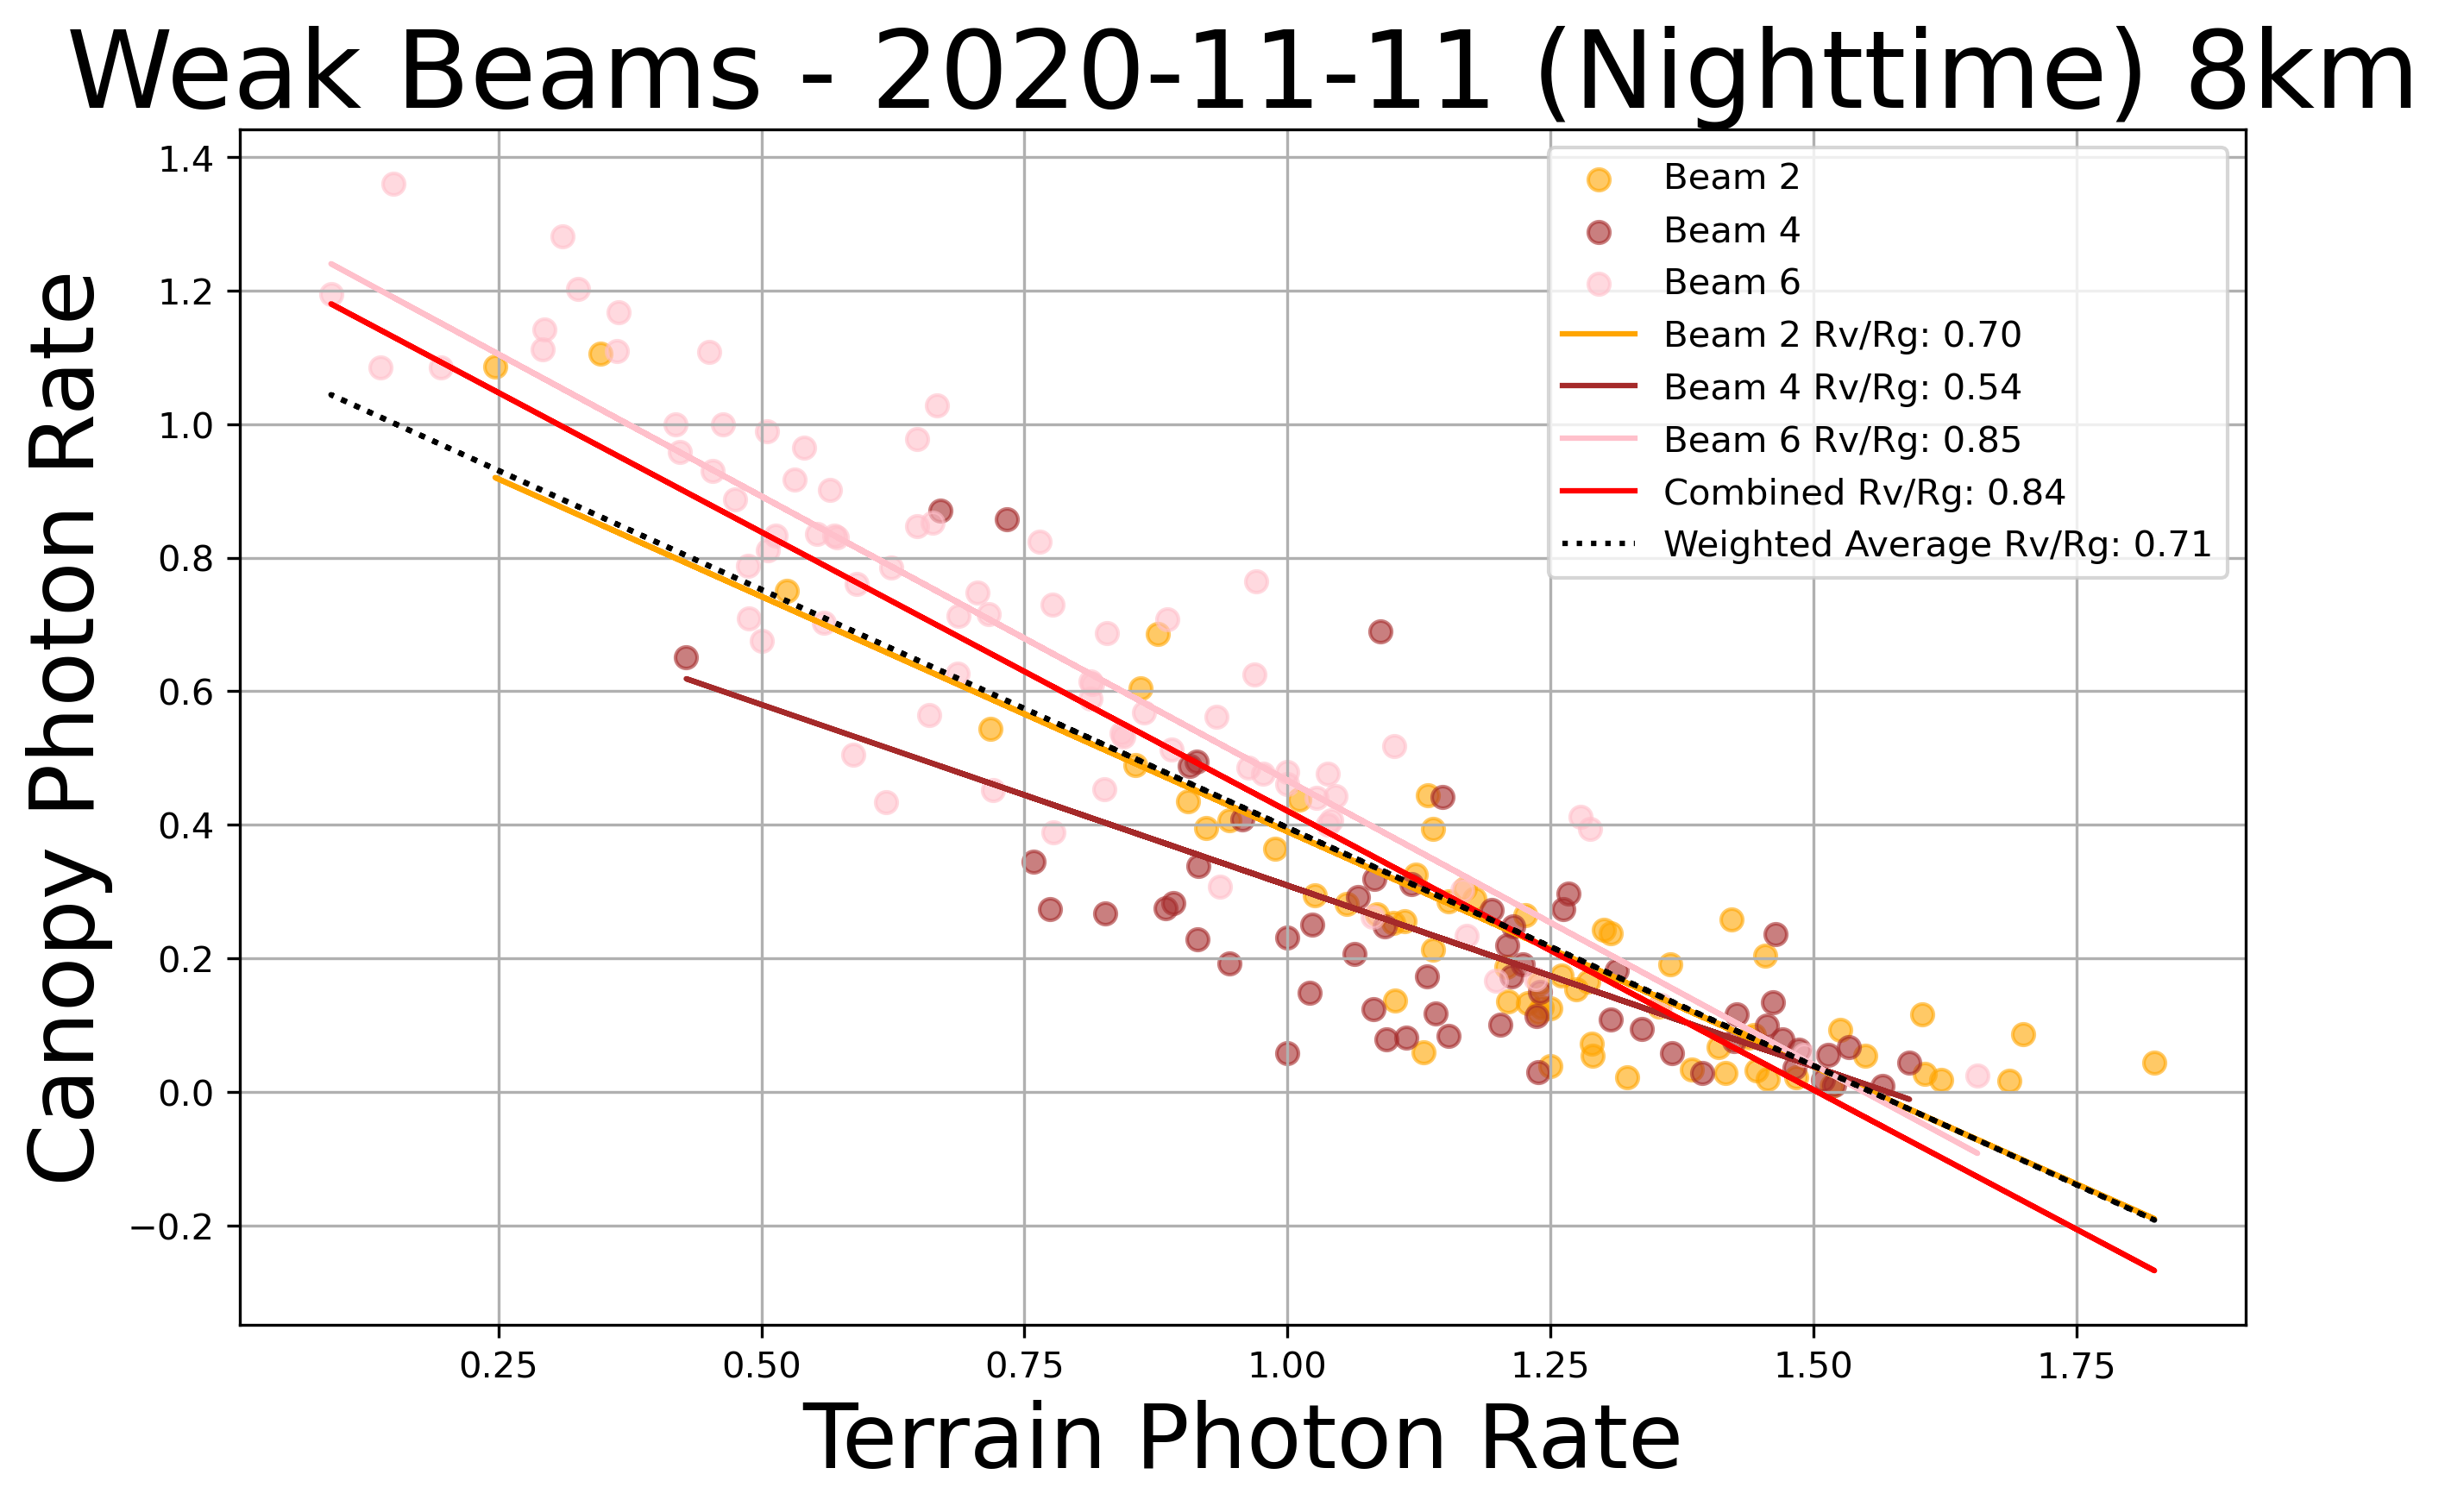 Weak Beams - 2020-11-11 (Nighttime) 8km
Canopy Photon Rate
1.4
1.2
1.0
0.8
0.6
0.4
0.2
0.0
−0.2
Beam 2
Beam 4
Beam 6
Beam 2 Rv/Rg: 0.70
Beam 4 Rv/Rg: 0.54
Beam 6 Rv/Rg: 0.85
Combined Rv/Rg: 0.84
Weighted Average Rv/Rg: 0.71
0.25 0.50 0.75 1.00 1.25 1.50 1.75
Terrain Photon Rate